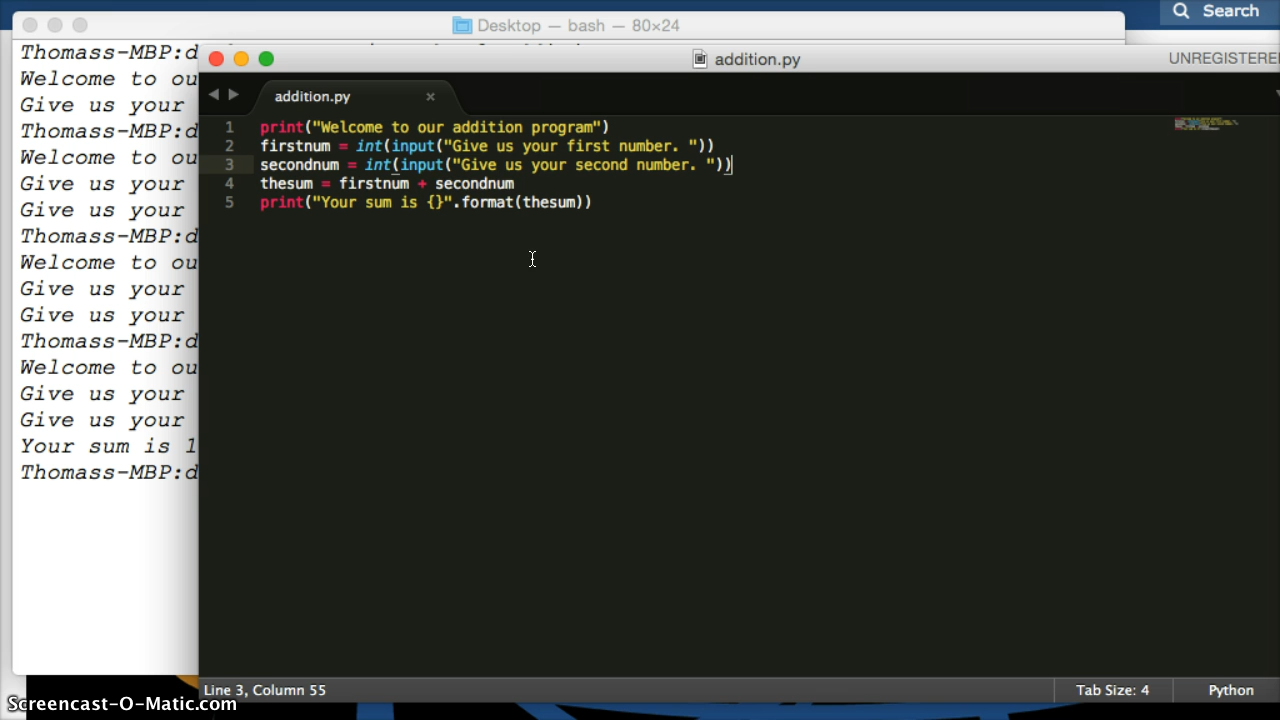 Search
Desktop — bash — 80×24
Thomass-MBP:d
Welcome to ou
Give us your
Thomass-MBP:d
Welcome to ou
Give us your
Give us your
Thomass-MBP:d
Welcome to ou
Give us your
Give us your
Thomass-MBP:d
Welcome to ou
Give us your
Give us your
Your sum is 1
Thomass-MBP:d
addition.py
UNREGISTERE
addition.py
1 print("Welcome to our addition program")
2 firstnum = int(input("Give us your first number. "))
3 secondnum = int(input("Give us your second number. "))
4 thesum = firstnum + secondnum
5 print("Your sum is {}".format(thesum))
Line 3, Column 55
Tab Size: 4
Python
Screencast-O-Matic.com